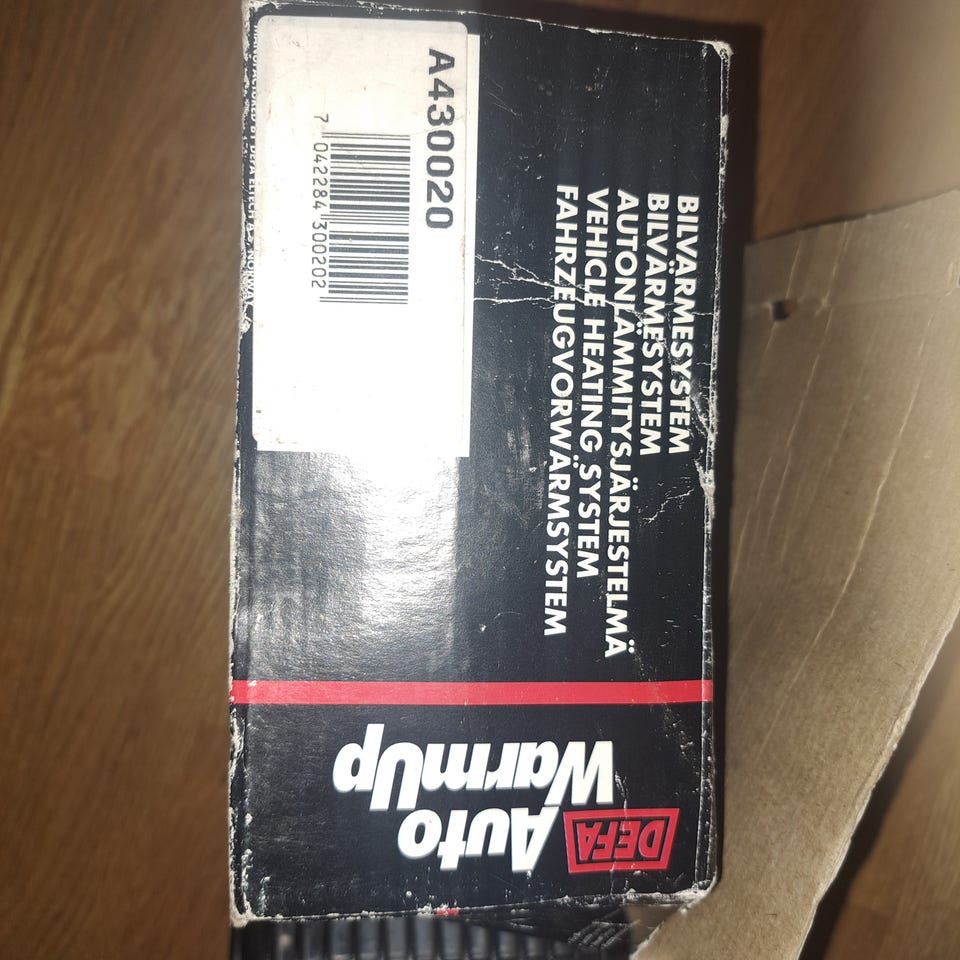 A430020
7 042284 300202
BILVARMESYSTEM
BILVÄRMESYSTEM
AUTONLÄMMITYSJÄRJESTELMÄ
VEHICLE HEATING SYSTEM
FAHRZEUGVORWÄRMSYSTEM
DEFA
Auto
WarmUp